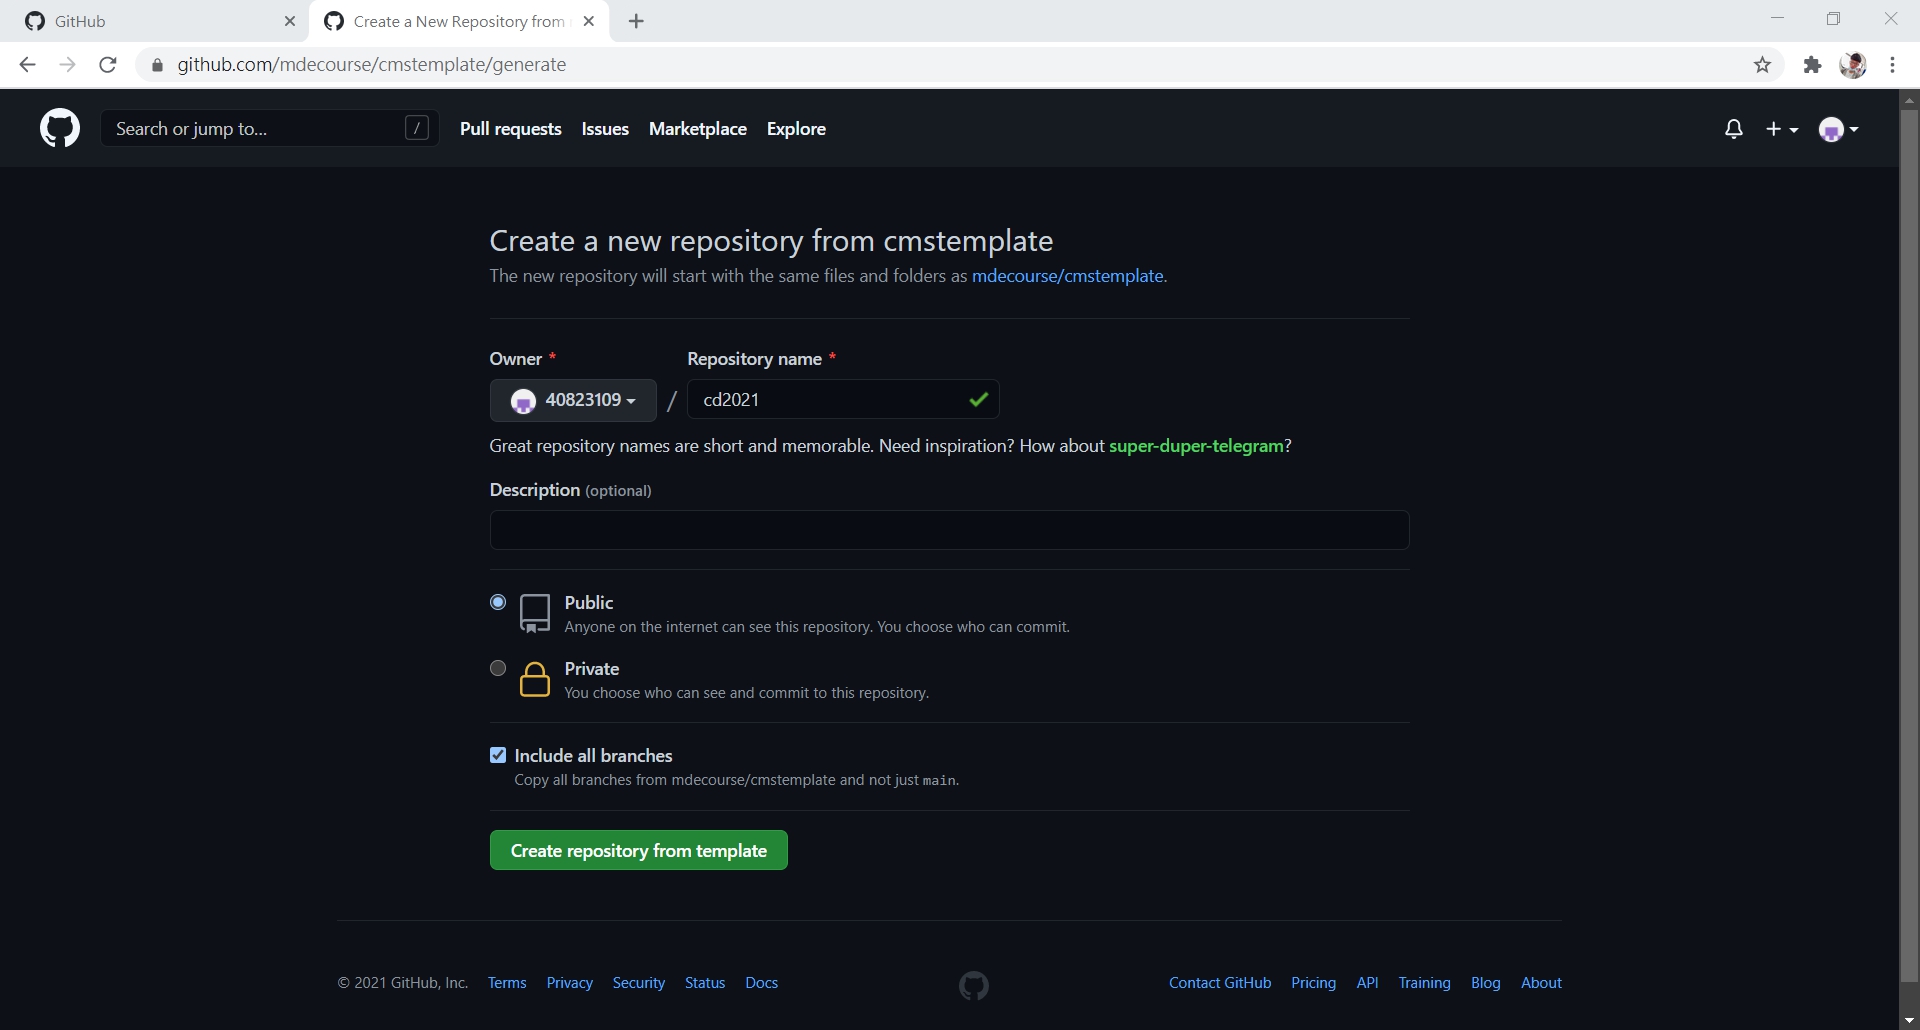 GitHub
Create a New Repository from
github.com/mdecourse/cmstemplate/generate
Search or jump to... /
Pull requests Issues Marketplace Explore
Create a new repository from cmstemplate
The new repository will start with the same files and folders as mdecourse/cmstemplate.
Owner * Repository name *
40823109 / cd2021
Great repository names are short and memorable. Need inspiration? How about super-duper-telegram?
Description (optional)
Public
Anyone on the internet can see this repository. You choose who can commit.
Private
You choose who can see and commit to this repository.
Include all branches
Copy all branches from mdecourse/cmstemplate and not just main.
Create repository from template
© 2021 GitHub, Inc. Terms Privacy Security Status Docs Contact GitHub Pricing API Training Blog About